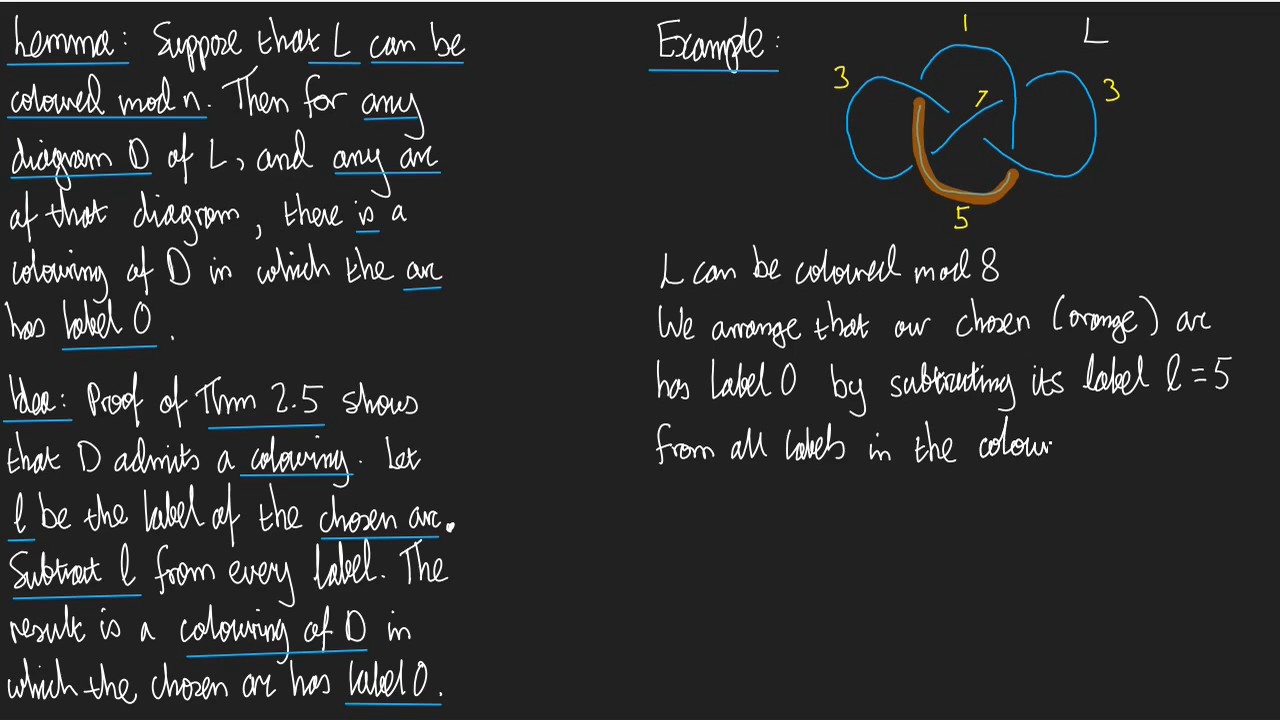 Lemma: Suppose that L can be
coloured mod n. Then for any
diagram D of L, and any arc
of that diagram, there is a
colouring of D in which the arc
has label 0.
Idea: Proof of Thm 2.5 shows
that D admits a colouring. Let
l be the label of the chosen arc.
Subtract l from every label. The
result is a colouring of D in
which the chosen arc has label 0.
Example:
1
L
3
7
3
5
L can be coloured mod 8
We arrange that our chosen (orange) arc
has label 0 by subtracting its label l = 5
from all labels in the colour